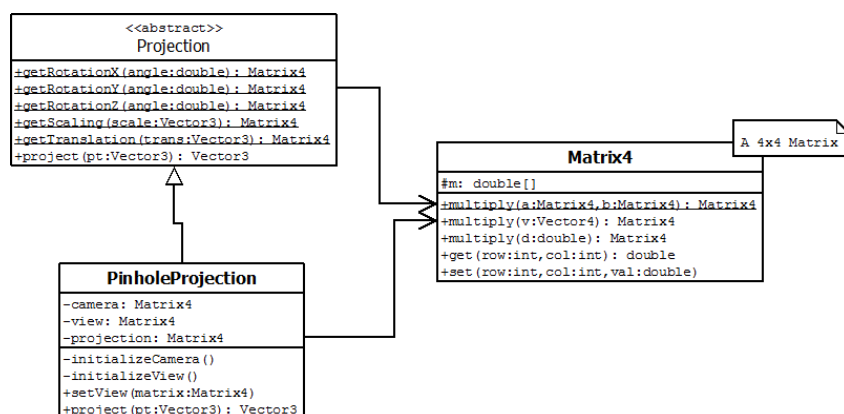 <<abstract>>
Projection
+getRotationX(angle:double): Matrix4
+getRotationY(angle:double): Matrix4
+getRotationZ(angle:double): Matrix4
+getScaling(scale:Vector3): Matrix4
+getTranslation(trans:Vector3): Matrix4
+project(pt:Vector3): Vector3
A 4x4 Matrix
Matrix4
#m: double[]
+multiply(a:Matrix4,b:Matrix4): Matrix4
+multiply(v:Vector4): Matrix4
+multiply(d:double): Matrix4
+get(row:int,col:int): double
+set(row:int,col:int,val:double)
PinholeProjection
-camera: Matrix4
-view: Matrix4
-projection: Matrix4
-initializeCamera()
-initializeView()
+setView(matrix:Matrix4)
+project(pt:Vector3): Vector3